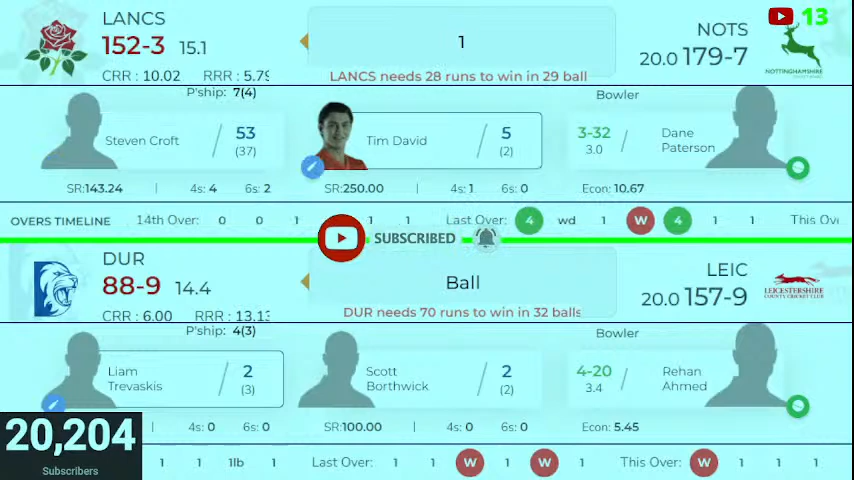 LANCS
152-3 15.1
CRR : 10.02 RRR : 5.79
1
LANCS needs 28 runs to win in 29 ball
13
NOTS
20.0 179-7
NOTTINGHAMSHIRE
P'ship: 7(4)
Bowler
Steven Croft 53 (37)
Tim David 5 (2)
3-32 3.0 Dane Paterson
SR:143.24 | 4s: 4 6s: 2
SR:250.00 | 4s: 1 6s: 0
Econ: 10.67
OVERS TIMELINE 14th Over: 0 0 1 1 1 Last Over: 4 wd 1 W 4 1 1 This Ov
SUBSCRIBED
DUR
88-9 14.4
CRR : 6.00 RRR : 13.13
Ball
DUR needs 70 runs to win in 32 balls
LEIC
20.0 157-9
LEICESTERSHIRE
COUNTY CRICKET CLUB
P'ship: 4(3)
Bowler
Liam Trevaskis 2 (3)
Scott Borthwick 2 (2)
4-20 3.4 Rehan Ahmed
| 4s: 0 6s: 0
SR:100.00 | 4s: 0 6s: 0
Econ: 5.45
20,204
Subscribers
1 1 1lb 1 Last Over: 1 1 W 1 W 1 This Over: W 1 1 1